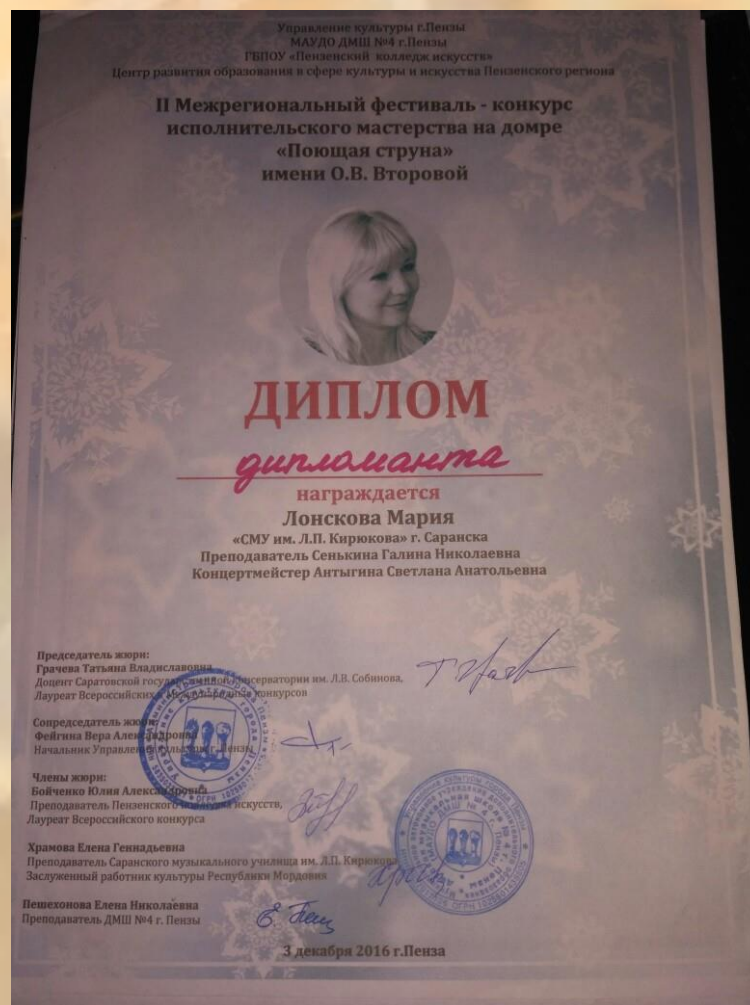 Управление культуры г.Пензы
МАУДО ДМШ №4 г.Пензы
ГБПОУ «Пензенский колледж искусств»
Центр развития образования в сфере культуры и искусства Пензенского региона
II Межрегиональный фестиваль - конкурс
исполнительского мастерства на домре
«Поющая струна»
имени О.В. Второвой
ДИПЛОМ
дипломанта
награждается
Лонскова Мария
«СМУ им. Л.П. Кирюкова» г. Саранска
Преподаватель Сенькина Галина Николаевна
Концертмейстер Антыгина Светлана Анатольевна
Председатель жюри:
Грачева Татьяна Владиславовна
Доцент Саратовской государственной консерватории им. Л.В. Собинова,
Лауреат Всероссийских и Международных конкурсов
Сопредседатель жюри:
Фейгина Вера Александровна
Начальник Управления культуры г. Пензы
Члены жюри:
Бойченко Юлия Александровна
Преподаватель Пензенского колледжа искусств,
Лауреат Всероссийского конкурса
Храмова Елена Геннадьевна
Преподаватель Саранского музыкального училища им. Л.П. Кирюкова
Заслуженный работник культуры Республики Мордовия
Пешехонова Елена Николаевна
Преподаватель ДМШ №4 г. Пензы
3 декабря 2016 г.Пенза